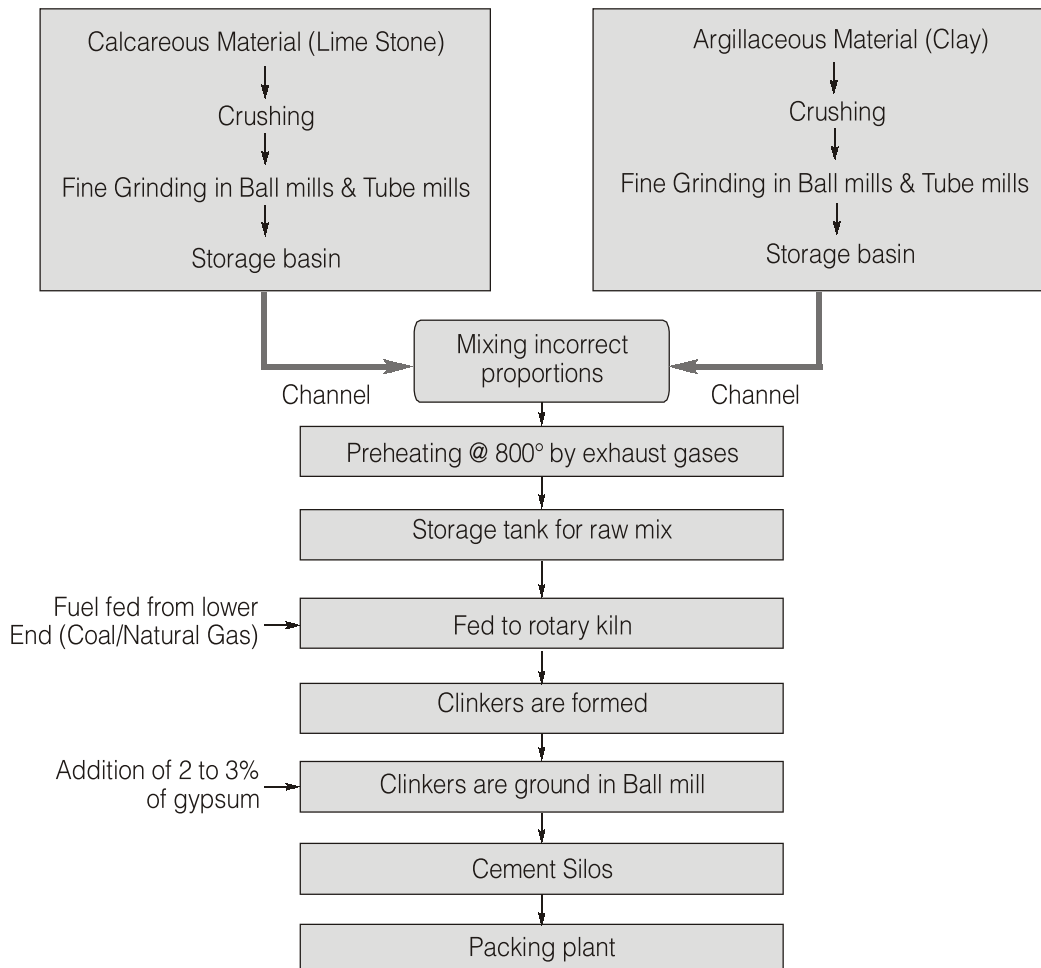 Calcareous Material (Lime Stone)
Crushing
Fine Grinding in Ball mills & Tube mills
Storage basin
Argillaceous Material (Clay)
Crushing
Fine Grinding in Ball mills & Tube mills
Storage basin
Channel
Mixing incorrect
proportions
Channel
Preheating @ 800° by exhaust gases
Storage tank for raw mix
Fuel fed from lower
End (Coal/Natural Gas)
Fed to rotary kiln
Clinkers are formed
Addition of 2 to 3%
of gypsum
Clinkers are ground in Ball mill
Cement Silos
Packing plant